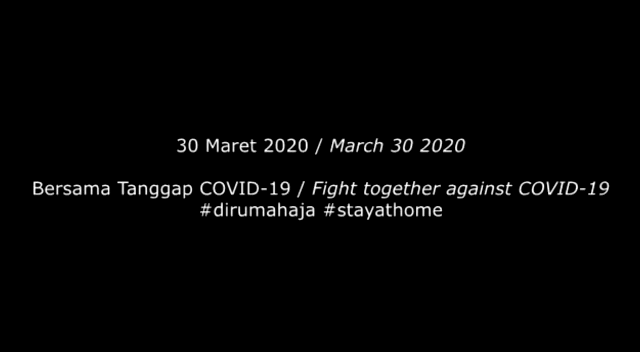 30 Maret 2020 / March 30 2020
Bersama Tanggap COVID-19 / Fight together against COVID-19
#dirumahaja #stayathome